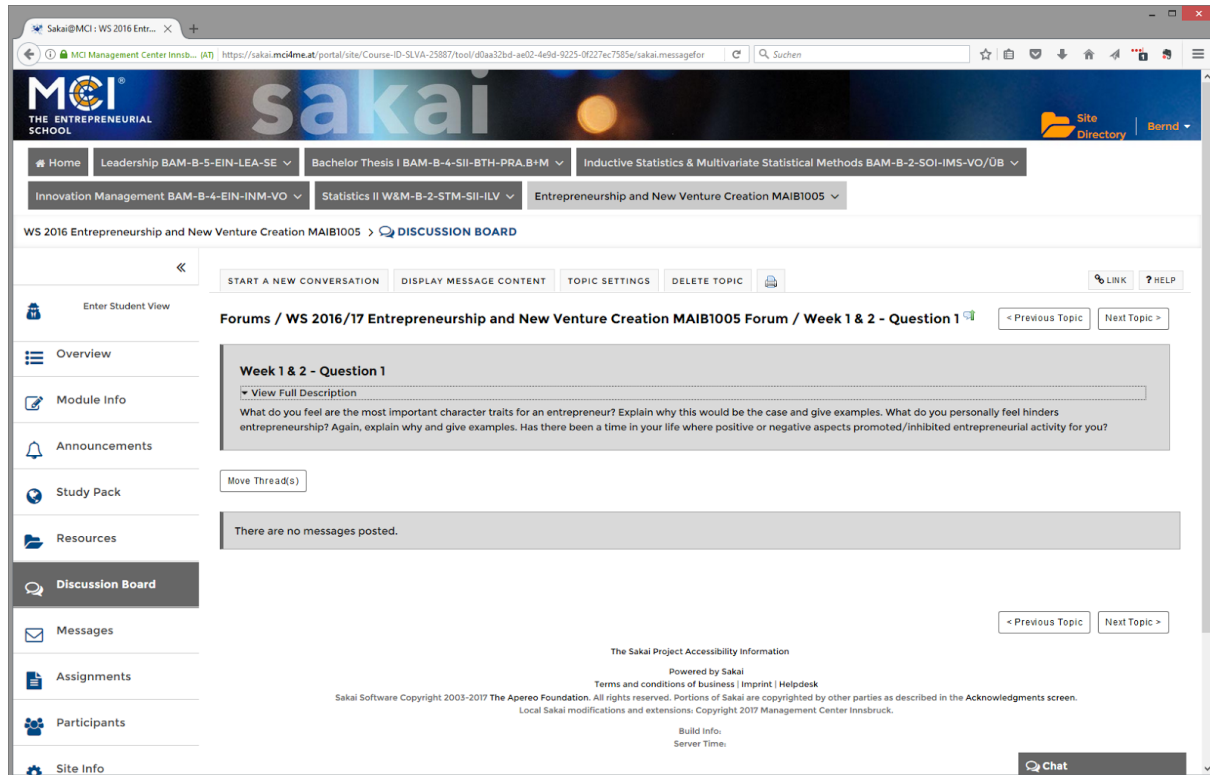 Sakai@MCI : WS 2016 Entr...
MCI Management Center Innsb... (AT) https://sakai.mci4me.at/portal/site/Course-ID-SLVA-25887/tool/d0aa32bd-ae02-4e9d-9225-0f227ec7585e/sakai.messagefor Suchen
MCI®
THE ENTREPRENEURIAL
SCHOOL
sakai
Site
Directory
Bernd
Home Leadership BAM-B-5-EIN-LEA-SE Bachelor Thesis I BAM-B-4-SII-BTH-PRA.B+M Inductive Statistics & Multivariate Statistical Methods BAM-B-2-SOI-IMS-VO/ÜB
Innovation Management BAM-B-4-EIN-INM-VO Statistics II W&M-B-2-STM-SII-ILV Entrepreneurship and New Venture Creation MAIB1005
WS 2016 Entrepreneurship and New Venture Creation MAIB1005 > DISCUSSION BOARD
«
Enter Student View
Overview
Module Info
Announcements
Study Pack
Resources
Discussion Board
Messages
Assignments
Participants
Site Info
START A NEW CONVERSATION DISPLAY MESSAGE CONTENT TOPIC SETTINGS DELETE TOPIC LINK ? HELP
Forums / WS 2016/17 Entrepreneurship and New Venture Creation MAIB1005 Forum / Week 1 & 2 - Question 1 < Previous Topic Next Topic >
Week 1 & 2 - Question 1
View Full Description
What do you feel are the most important character traits for an entrepreneur? Explain why this would be the case and give examples. What do you personally feel hinders
entrepreneurship? Again, explain why and give examples. Has there been a time in your life where positive or negative aspects promoted/inhibited entrepreneurial activity for you?
Move Thread(s)
There are no messages posted.
< Previous Topic Next Topic >
The Sakai Project Accessibility Information
Powered by Sakai
Terms and conditions of business | Imprint | Helpdesk
Sakai Software Copyright 2003-2017 The Apereo Foundation. All rights reserved. Portions of Sakai are copyrighted by other parties as described in the Acknowledgments screen.
Local Sakai modifications and extensions: Copyright 2017 Management Center Innsbruck.
Build Info:
Server Time:
Chat